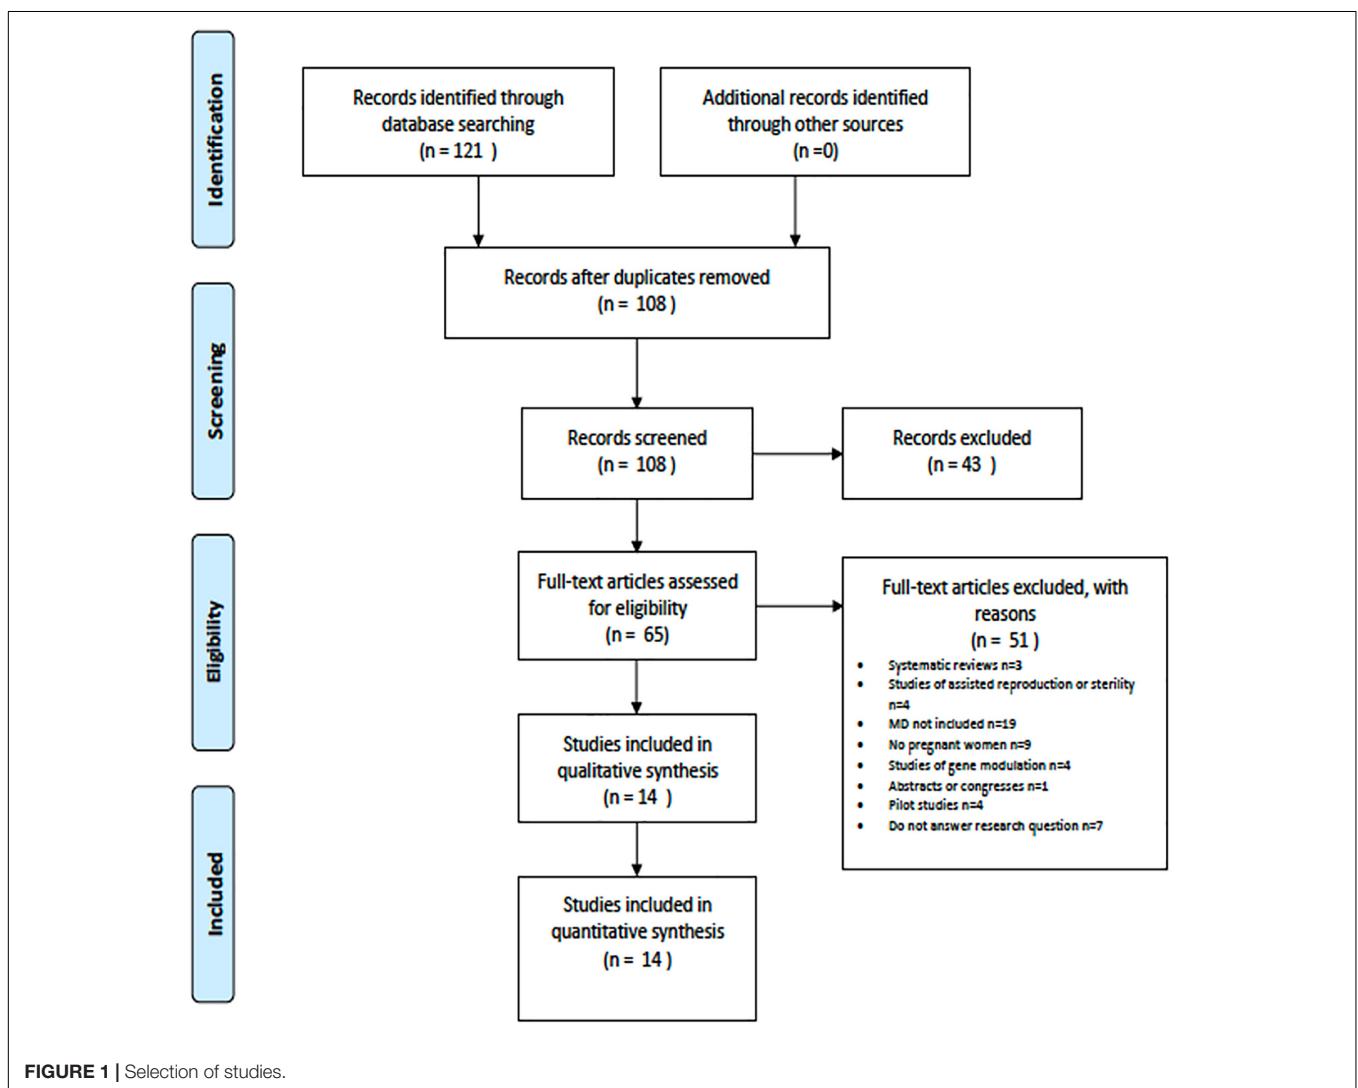 Identification
Records identified through
database searching
(n = 121 )
Additional records identified
through other sources
(n =0)
Records after duplicates removed
(n = 108 )
Screening
Records screened
(n = 108 )
Records excluded
(n = 43 )
Eligibility
Full-text articles assessed
for eligibility
(n = 65)
Full-text articles excluded, with
reasons
(n = 51 )
• Systematic reviews n=3
• Studies of assisted reproduction or sterility
n=4
• MD not included n=19
• No pregnant women n=9
• Studies of gene modulation n=4
• Abstracts or congresses n=1
• Pilot studies n=4
• Do not answer research question n=7
Studies included in
qualitative synthesis
(n = 14 )
Included
Studies included in
quantitative synthesis
(n = 14 )
FIGURE 1 | Selection of studies.